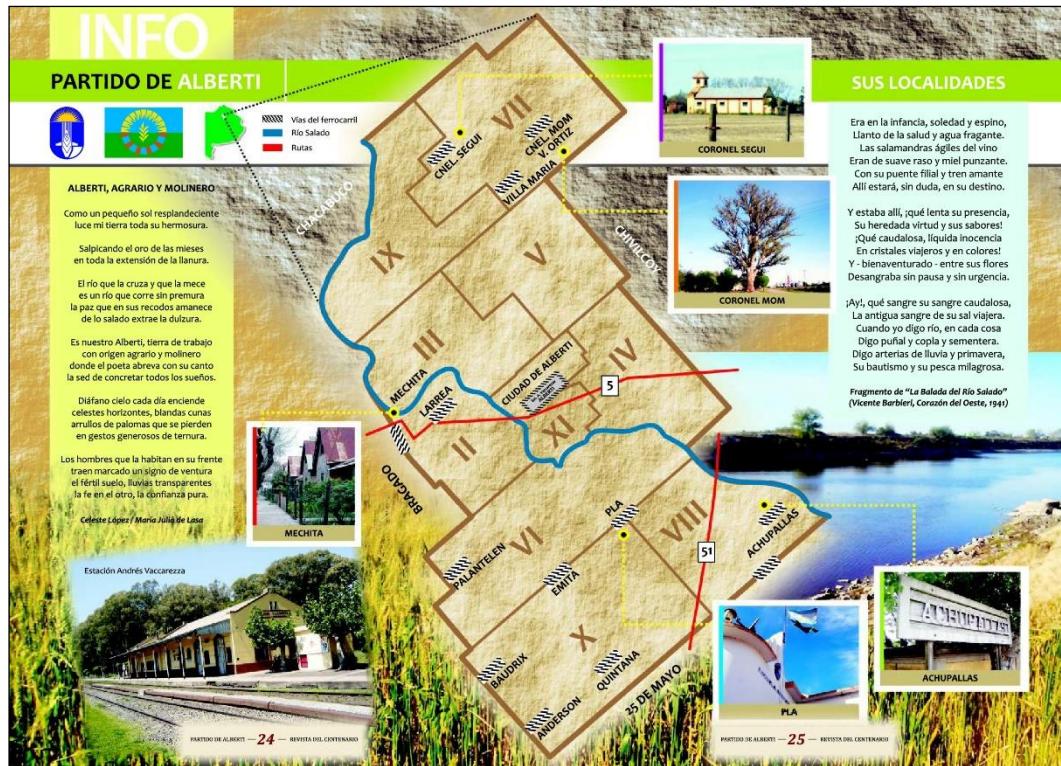 INFO
PARTIDO DE ALBERTI
Vías del ferrocarril
Río Salado
Rutas
ALBERTI, AGRARIO Y MOLINERO
Como un pequeño sol resplandeciente
luce mi tierra toda su hermosura.
Salpicando el oro de las mieses
en toda la extensión de la llanura.
El río que la cruza y que la mece
es un río que corre sin premura
la paz que en sus recodos amanece
de lo salado extrae la dulzura.
Es nuestro Alberti, tierra de trabajo
con origen agrario y molinero
donde el poeta abreva con su canto
la sed de concretar todos los sueños.
Diáfano cielo cada día enciende
celestes horizontes, blandas cunas
arrullos de palomas que se pierden
en gestos generosos de ternura.
Los hombres que la habitan en su frente
traen marcado un signo de ventura
el fértil suelo, lluvias transparentes
la fe en el otro, la confianza pura.
Celeste López / María Julia de Lasa
Estación Andrés Vaccarezza
PARTIDO DE ALBERTI — 24 — REVISTA DEL CENTENARIO
CHACABUCO
CHIVILCOY
BRAGADO
25 DE MAYO
VII
CNEL. SEGUI
CNEL. MOM
V. ORTIZ
VILLA MARIA
IX
V
III
IV
MECHITA
LARREA
CIUDAD DE ALBERTI
ALBERTI
5
II
XI
VI
PLA
VIII
ACHUPALLAS
51
PALANTELEN
EMITA
X
BAUDRIX
QUINTANA
ANDERSON
MECHITA
CORONEL SEGUI
CORONEL MOM
PLA
ACHUPALLAS
ACHUPALLAS
SUS LOCALIDADES
Era en la infancia, soledad y espino,
Llanto de la salud y agua fragante.
Las salamandras ágiles del vino
Eran de suave raso y miel punzante.
Con su puente filial y tren amante
Allí estará, sin duda, en su destino.
Y estaba allí, ¡qué lenta su presencia,
Su heredada virtud y sus sabores!
¡Qué caudalosa, líquida inocencia
En cristales viajeros y en colores!
Y - bienaventurado - entre sus flores
Desangraba sin pausa y sin urgencia.
¡Ay!, qué sangre su sangre caudalosa,
La antigua sangre de su sal viajera.
Cuando yo digo río, en cada cosa
Digo puñal y copla y sementera.
Digo arterias de lluvia y primavera,
Su bautismo y su pesca milagrosa.
Fragmento de "La Balada del Río Salado"
(Vicente Barbieri, Corazón del Oeste, 1941)
PARTIDO DE ALBERTI — 25 — REVISTA DEL CENTENARIO